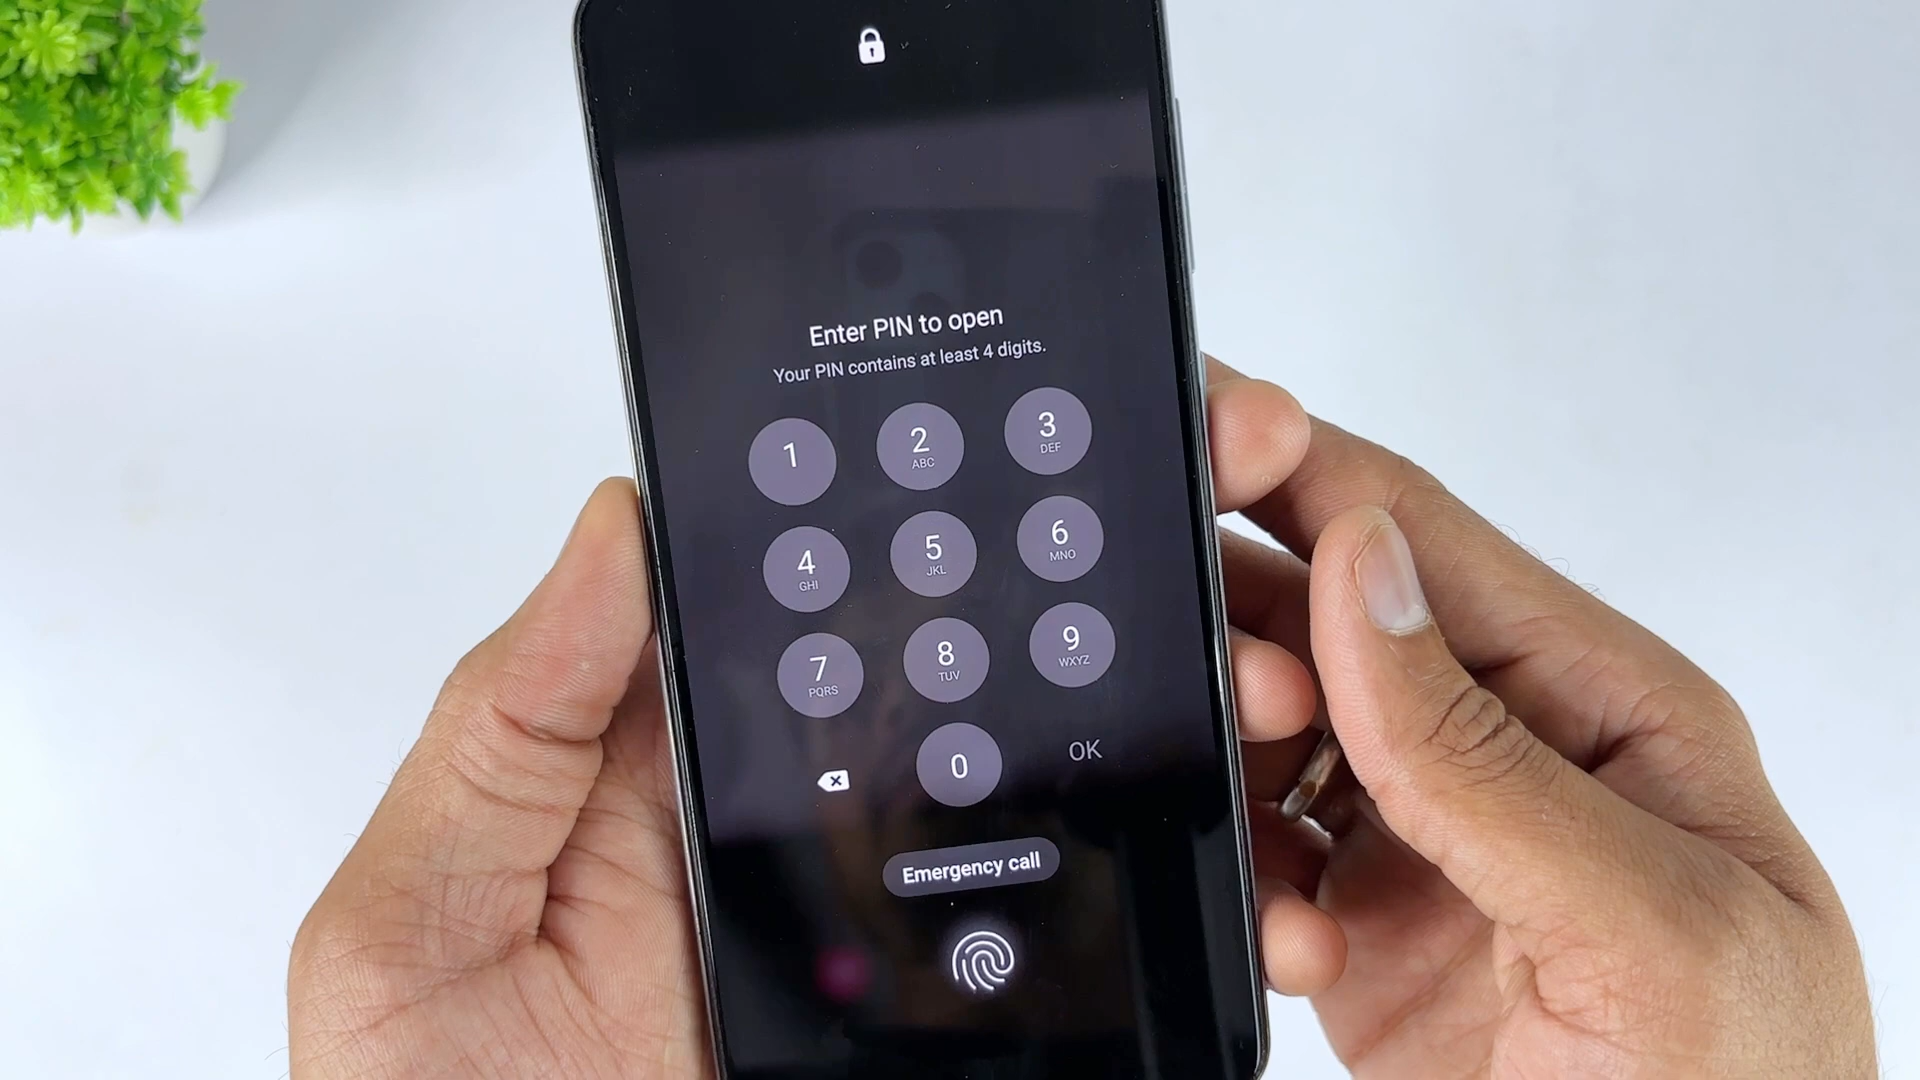 Enter PIN to open
Your PIN contains at least 4 digits.
1
2
ABC
3
DEF
4
GHI
5
JKL
6
MNO
7
PQRS
8
TUV
9
WXYZ
0
OK
Emergency call